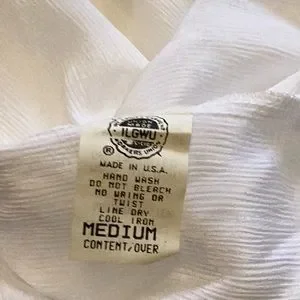 MADE
ILGWU
®
MADE IN U.S.A.
HAND WASH
DO NOT BLEACH
NO WRING OR
TWIST
LINE DRY
COOL IRON
MEDIUM
CONTENT/OVER